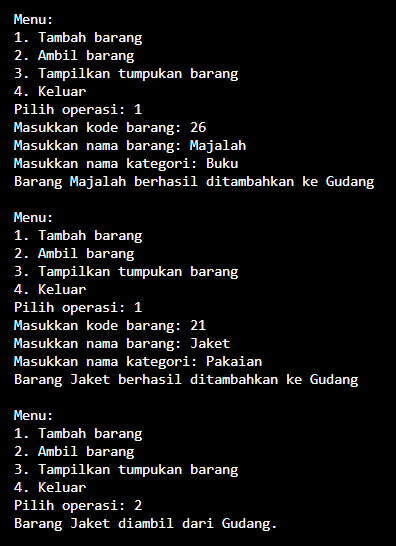 Menu:
1. Tambah barang
2. Ambil barang
3. Tampilkan tumpukan barang
4. Keluar
Pilih operasi: 1
Masukkan kode barang: 26
Masukkan nama barang: Majalah
Masukkan nama kategori: Buku
Barang Majalah berhasil ditambahkan ke Gudang

Menu:
1. Tambah barang
2. Ambil barang
3. Tampilkan tumpukan barang
4. Keluar
Pilih operasi: 1
Masukkan kode barang: 21
Masukkan nama barang: Jaket
Masukkan nama kategori: Pakaian
Barang Jaket berhasil ditambahkan ke Gudang

Menu:
1. Tambah barang
2. Ambil barang
3. Tampilkan tumpukan barang
4. Keluar
Pilih operasi: 2
Barang Jaket diambil dari Gudang.